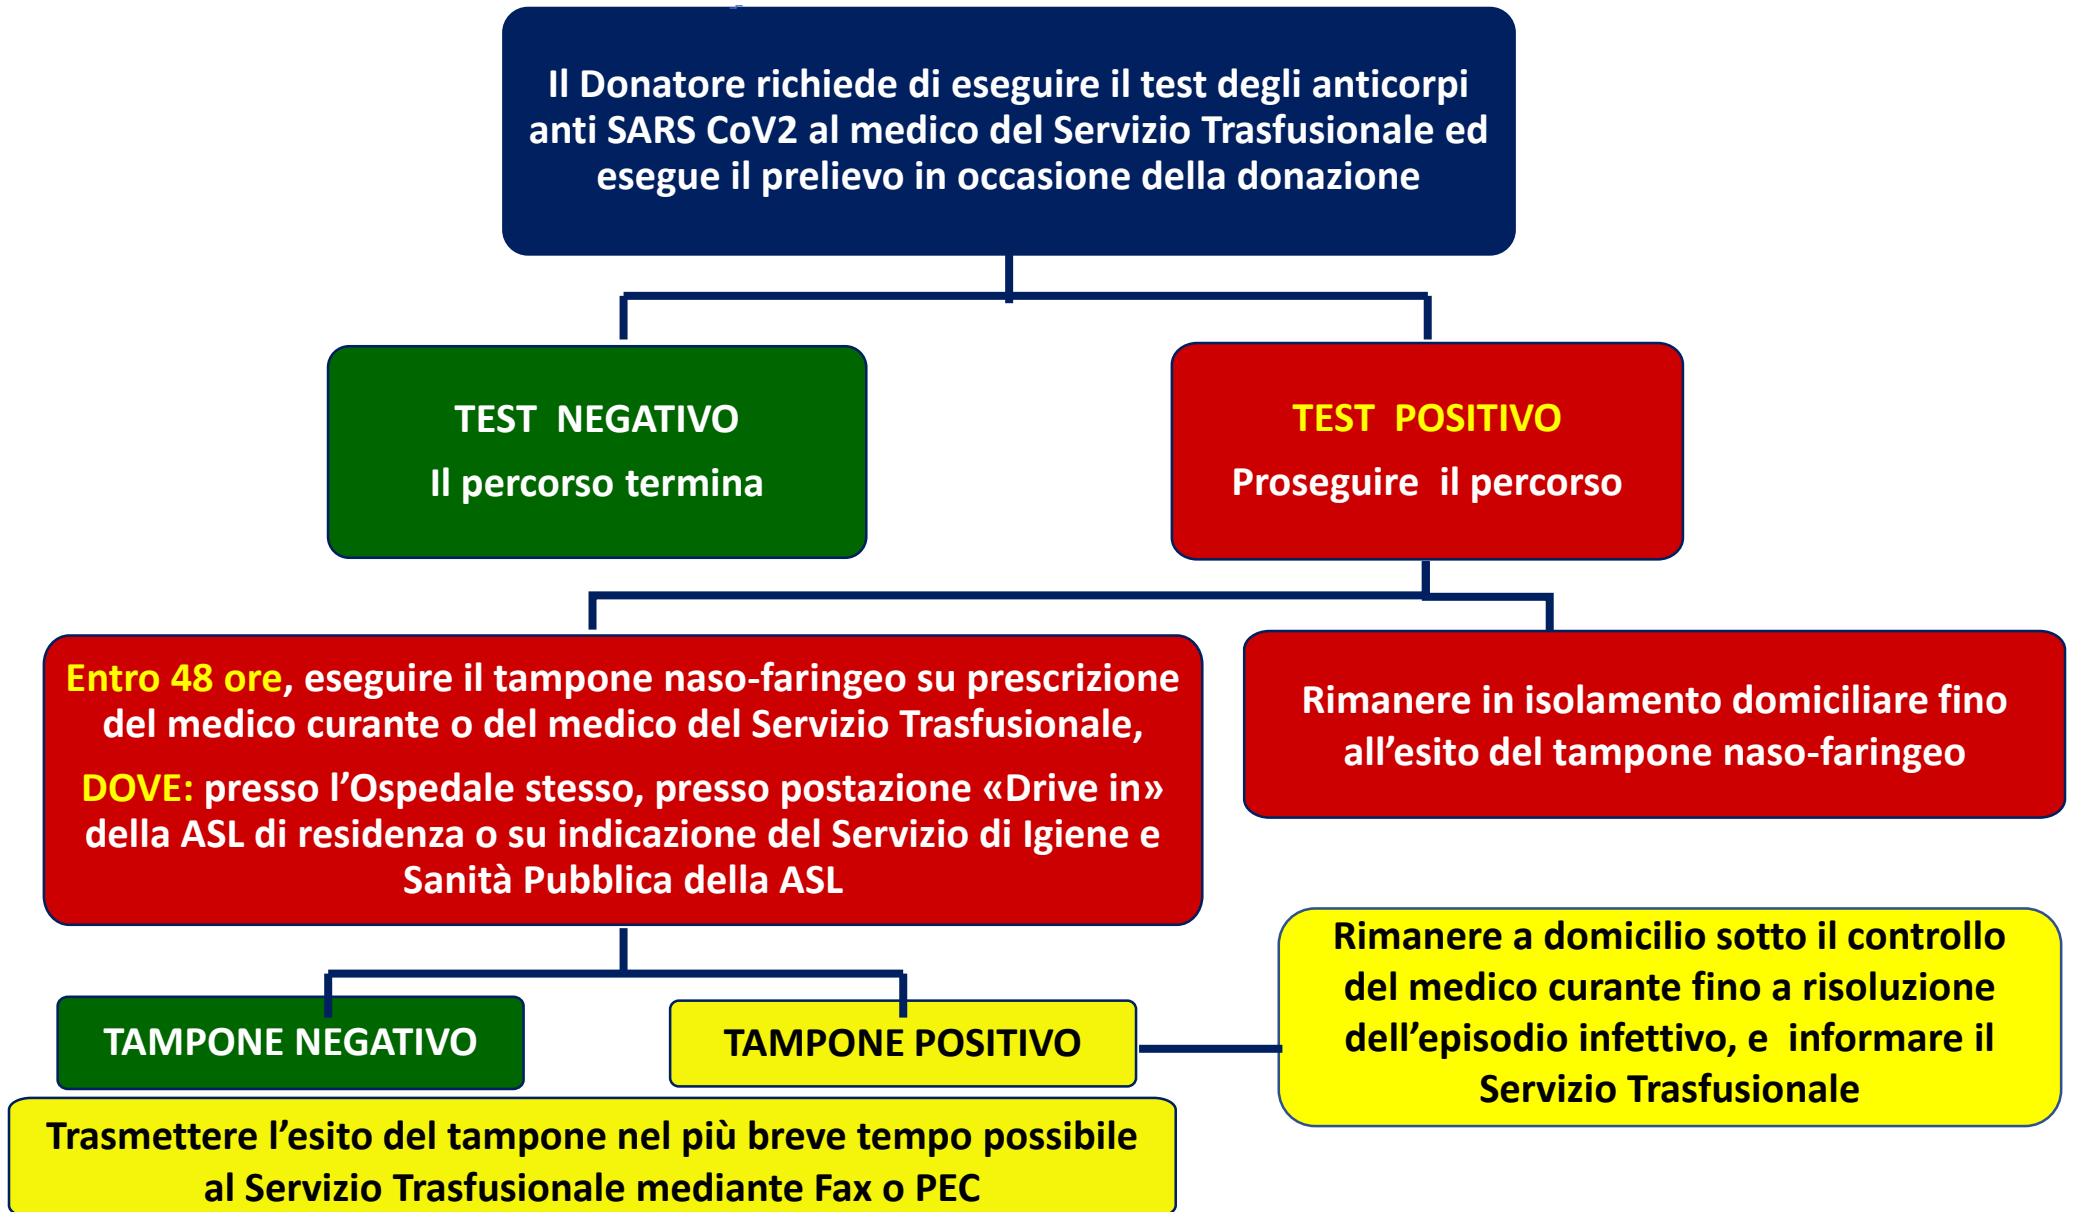 Il Donatore richiede di eseguire il test degli anticorpi
anti SARS CoV2 al medico del Servizio Trasfusionale ed
esegue il prelievo in occasione della donazione
TEST NEGATIVO
Il percorso termina
TEST POSITIVO
Proseguire il percorso
Entro 48 ore, eseguire il tampone naso-faringeo su prescrizione
del medico curante o del medico del Servizio Trasfusionale,
DOVE: presso l’Ospedale stesso, presso postazione «Drive in»
della ASL di residenza o su indicazione del Servizio di Igiene e
Sanità Pubblica della ASL
Rimanere in isolamento domiciliare fino
all’esito del tampone naso-faringeo
TAMPONE NEGATIVO
TAMPONE POSITIVO
Rimanere a domicilio sotto il controllo
del medico curante fino a risoluzione
dell’episodio infettivo, e informare il
Servizio Trasfusionale
Trasmettere l’esito del tampone nel più breve tempo possibile
al Servizio Trasfusionale mediante Fax o PEC